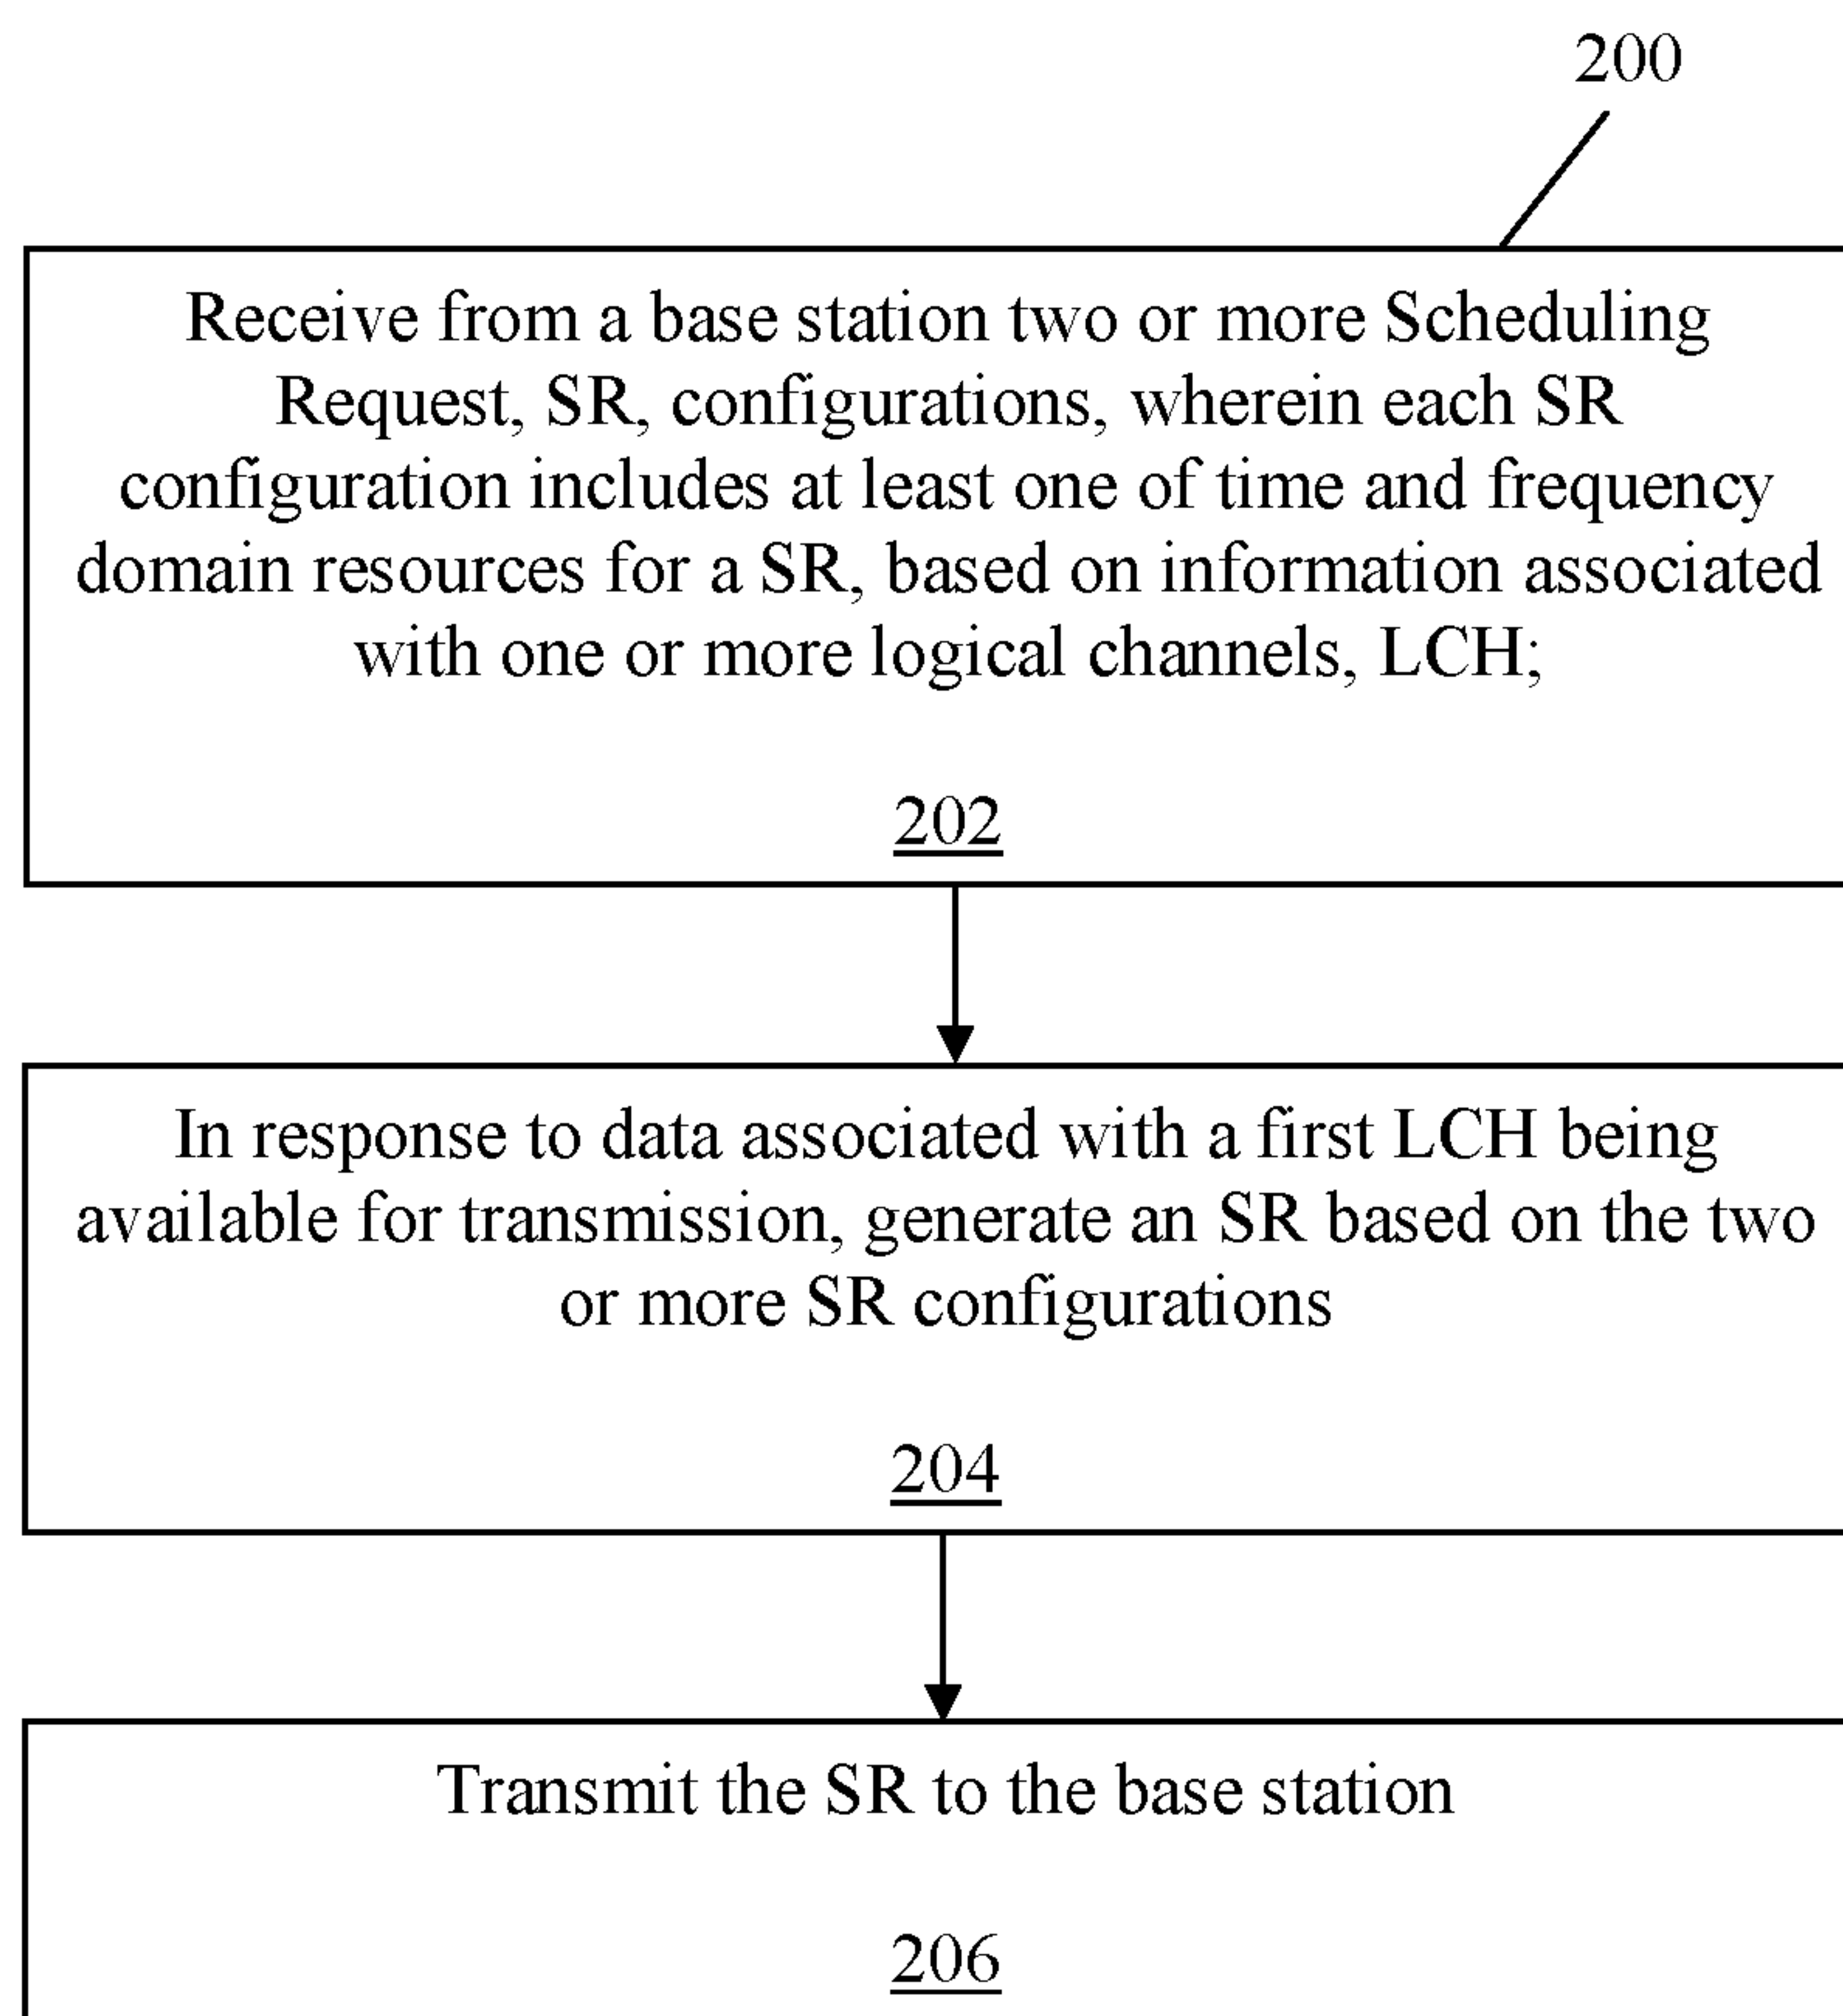 200
Receive from a base station two or more Scheduling
Request, SR, configurations, wherein each SR
configuration includes at least one of time and frequency
domain resources for a SR, based on information associated
with one or more logical channels, LCH;
202
In response to data associated with a first LCH being
available for transmission, generate an SR based on the two
or more SR configurations
204
Transmit the SR to the base station
206